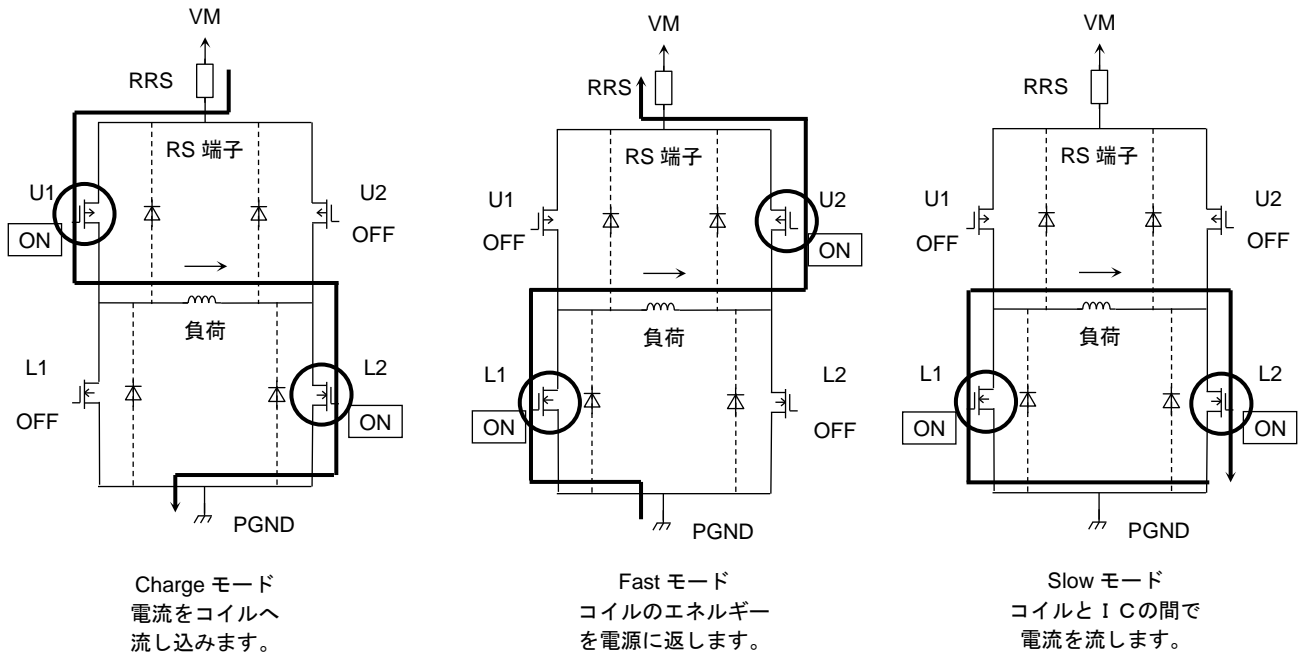 VM
RRS
RS 端子
U1
U2
ON
OFF
負荷
L1
L2
OFF
ON
PGND
Charge モード
電流をコイルへ
流し込みます。
VM
RRS
RS 端子
U1
U2
OFF
ON
負荷
L1
L2
ON
OFF
PGND
Fast モード
コイルのエネルギー
を電源に返します。
VM
RRS
RS 端子
U1
U2
OFF
OFF
負荷
L1
L2
ON
ON
PGND
Slow モード
コイルとＩＣの間で
電流を流します。